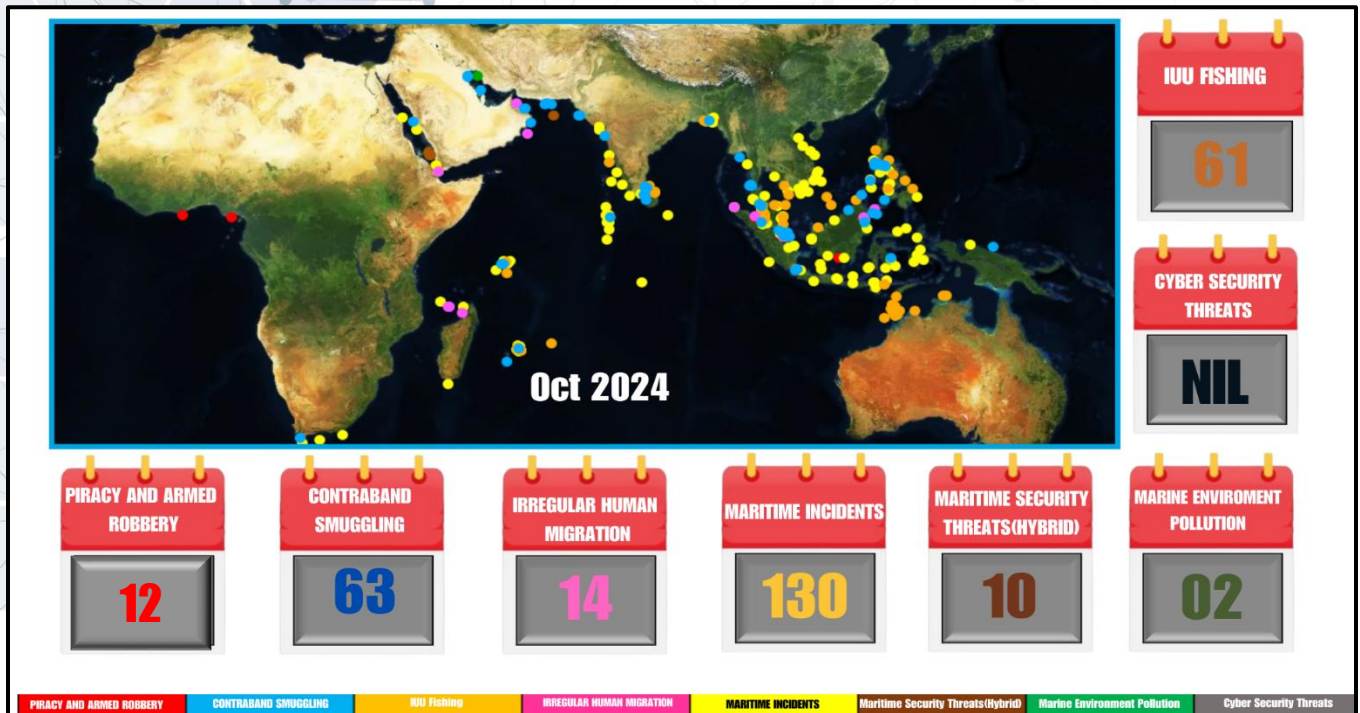 IUU FISHING
61
CYBER SECURITY
THREATS
NIL
Oct 2024
PIRACY AND ARMED
ROBBERY
12
CONTRABAND
SMUGGLING
63
IRREGULAR HUMAN
MIGRATION
14
MARITIME INCIDENTS
130
MARITIME SECURITY
THREATS(HYBRID)
10
MARINE ENVIROMENT
POLLUTION
02
PIRACY AND ARMED ROBBERY
CONTRABAND SMUGGLING
IUU Fishing
IRREGULAR HUMAN MIGRATION
MARITIME INCIDENTS
Maritime Security Threats(Hybrid)
Marine Environment Pollution
Cyber Security Threats